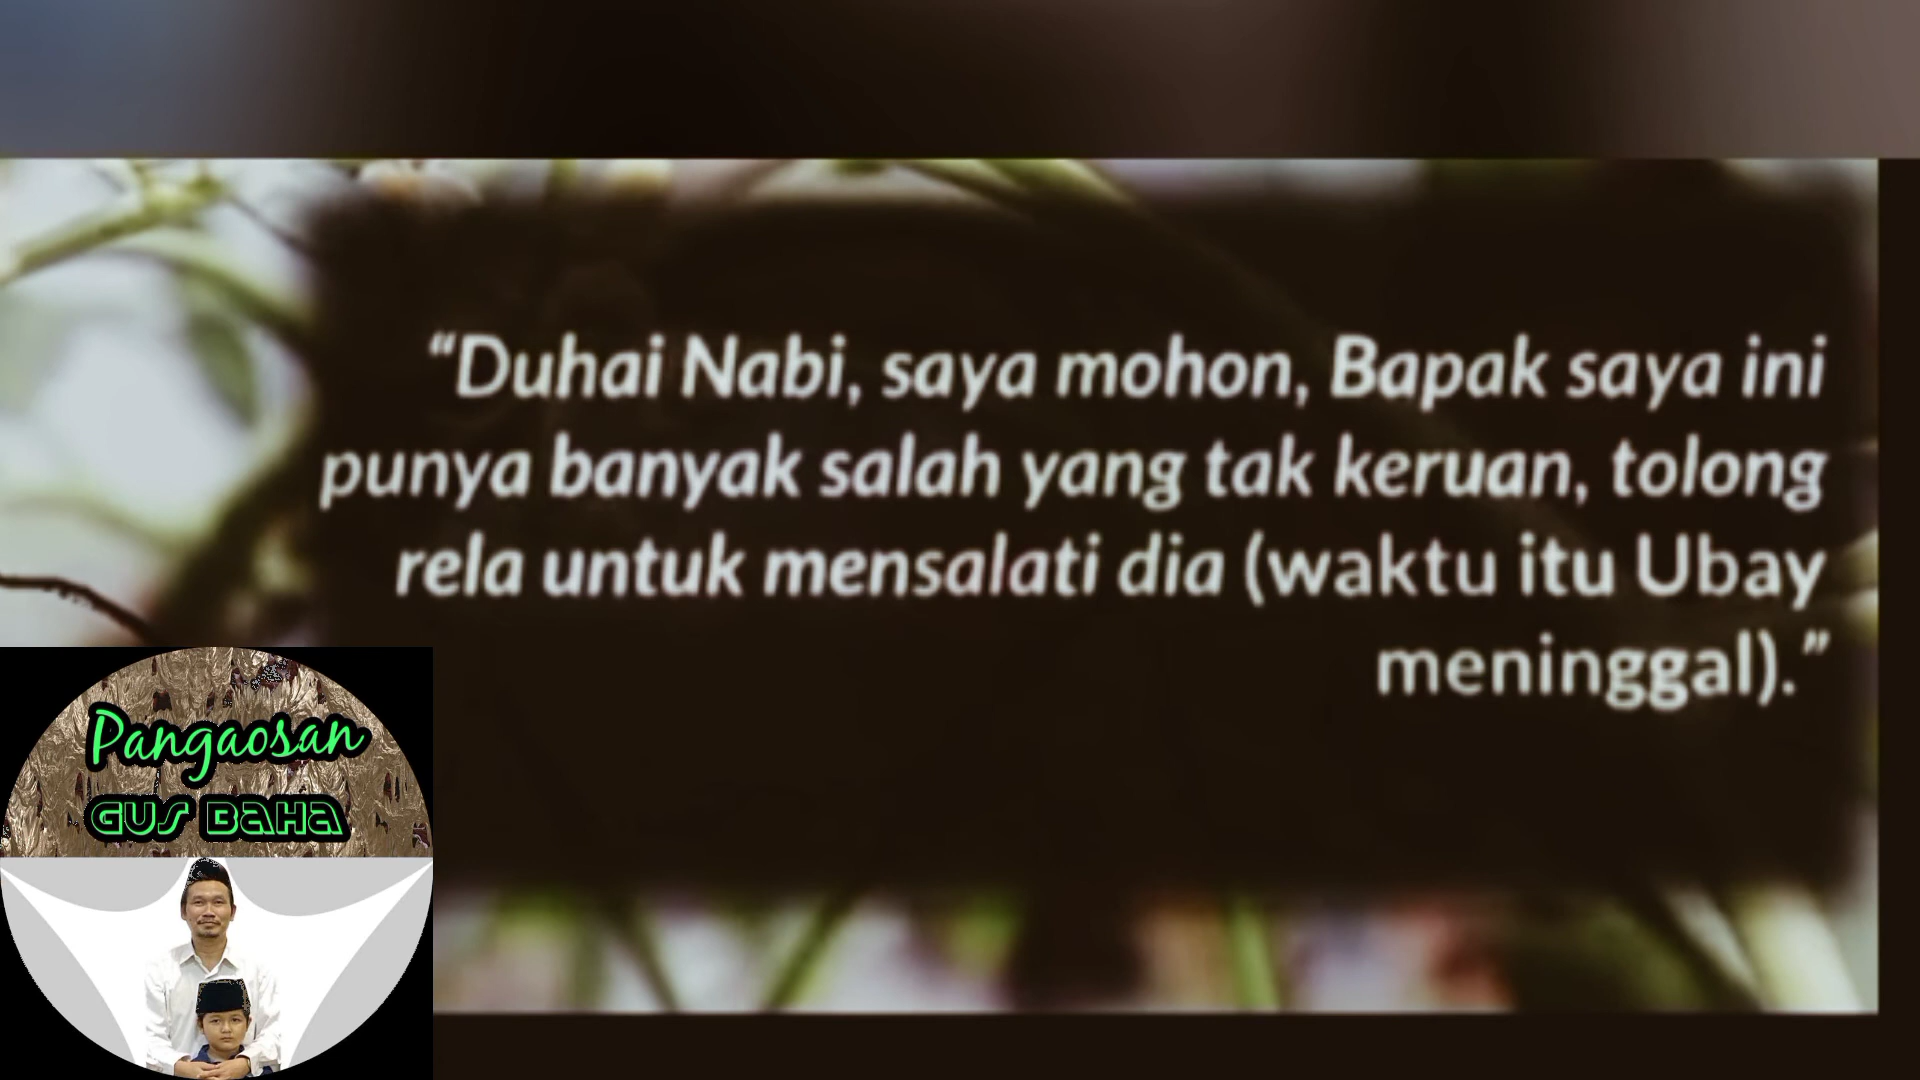 “Duhai Nabi, saya mohon, Bapak saya ini
punya banyak salah yang tak keruan, tolong
rela untuk mensalati dia (waktu itu Ubay
meninggal).”
Pangaosan
GUS BAHA